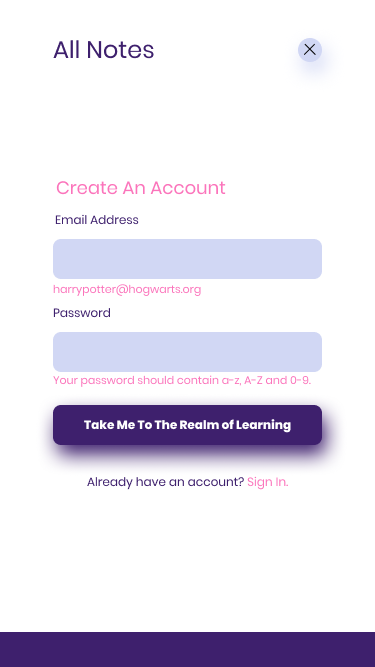 All Notes
Create An Account
Email Address
harrypotter@hogwarts.org
Password
Your password should contain a-z, A-Z and 0-9.
Take Me To The Realm of Learning
Already have an account? Sign In.